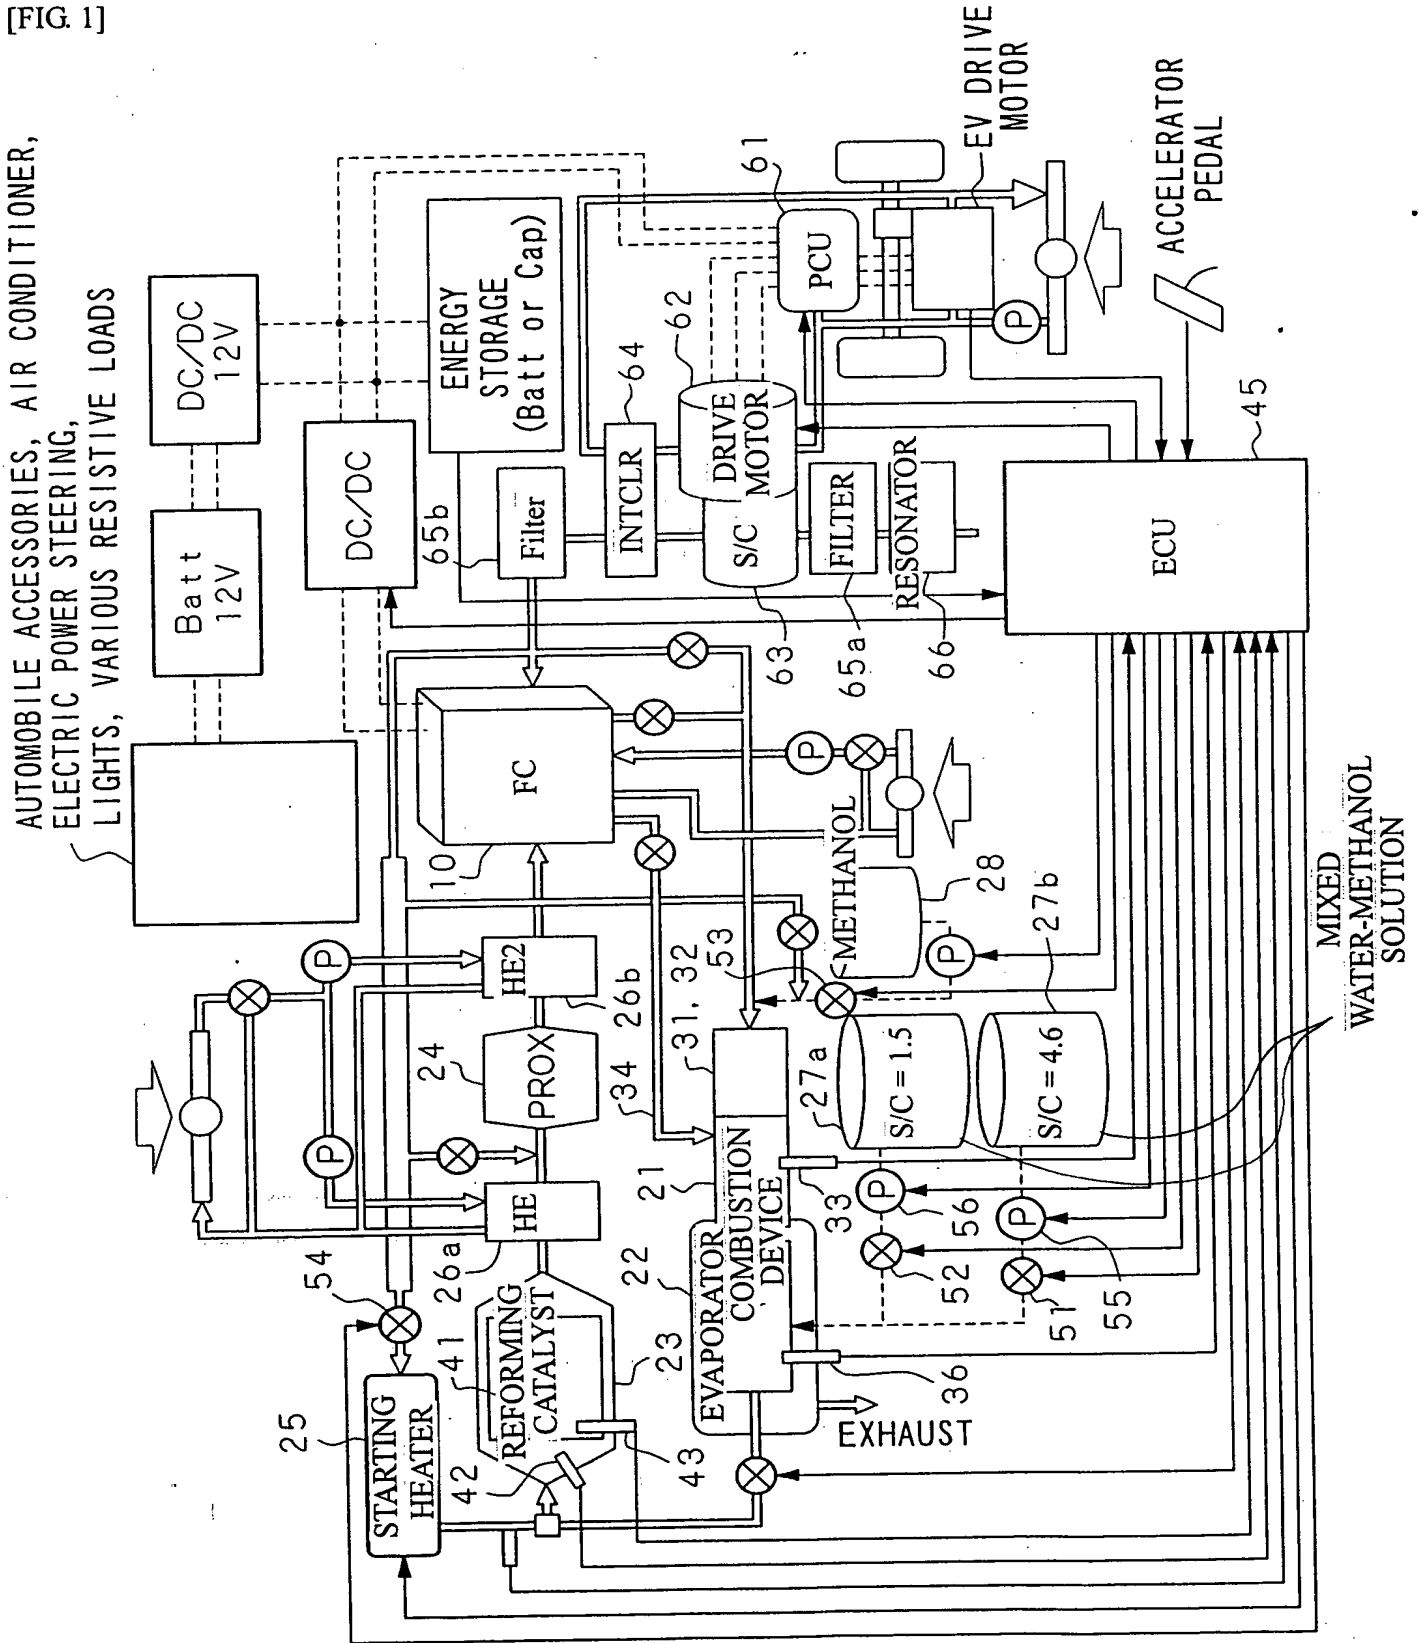 [FIG. 1]
AUTOMOBILE ACCESSORIES, AIR CONDITIONER,
ELECTRIC POWER STEERING,
LIGHTS, VARIOUS RESISTIVE LOADS
Batt
12V
DC/DC
12V
DC/DC
ENERGY
STORAGE
(Batt or Cap)
65b
Filter
64
INTCLR
62
DRIVE
MOTOR
S/C
63
FILTER
65a
RESONATOR
66
61
PCU
EV DRIVE
MOTOR
P
ACCELERATOR
PEDAL
45
ECU
10
FC
P
P
P
HE2
26b
24
PROX
HE
26a
54
25
STARTING
HEATER
41
REFORMING
CATALYST
42
43
23
34
31, 32
53
METHANOL
28
P
27a
S/C = 1.5
27b
S/C = 4.6
MIXED
WATER-METHANOL
SOLUTION
21
22
EVAPORATOR
COMBUSTION
DEVICE
33
P
56
52
P
55
51
36
EXHAUST